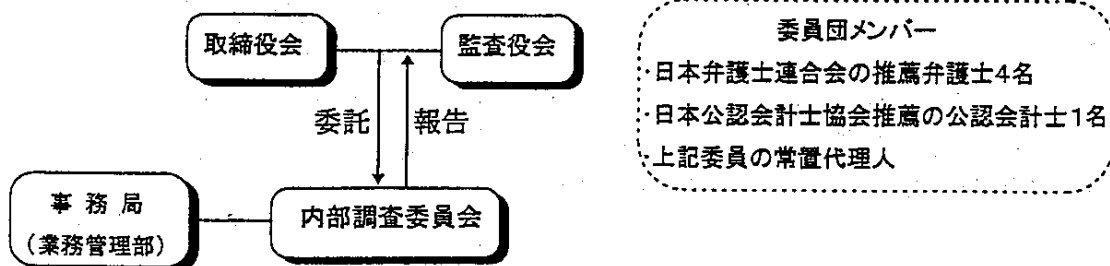 取締役会
監査役会
委託
報告
事務局
(業務管理部)
内部調査委員会
委員団メンバー
・日本弁護士連合会の推薦弁護士4名
・日本公認会計士協会推薦の公認会計士1名
・上記委員の常置代理人